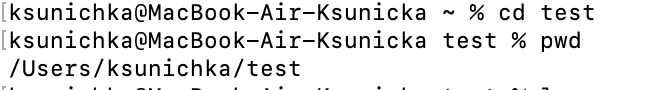 [ksunichka@MacBook-Air-Ksunicka ~ % cd test
[ksunichka@MacBook-Air-Ksunicka test % pwd
/Users/ksunichka/test